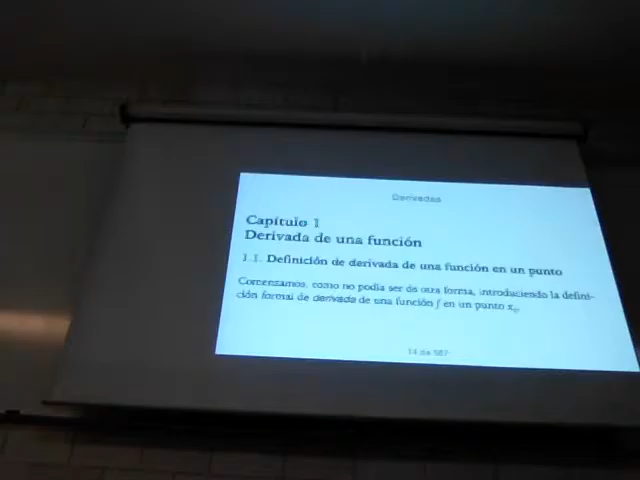 Derivadas
Capítulo 1
Derivada de una función
1.1. Definición de derivada de una función en un punto
Comenzamos, como no podía ser de otra forma, introduciendo la defini-
ción formal de derivada de una función f en un punto x₀.
14 de 587